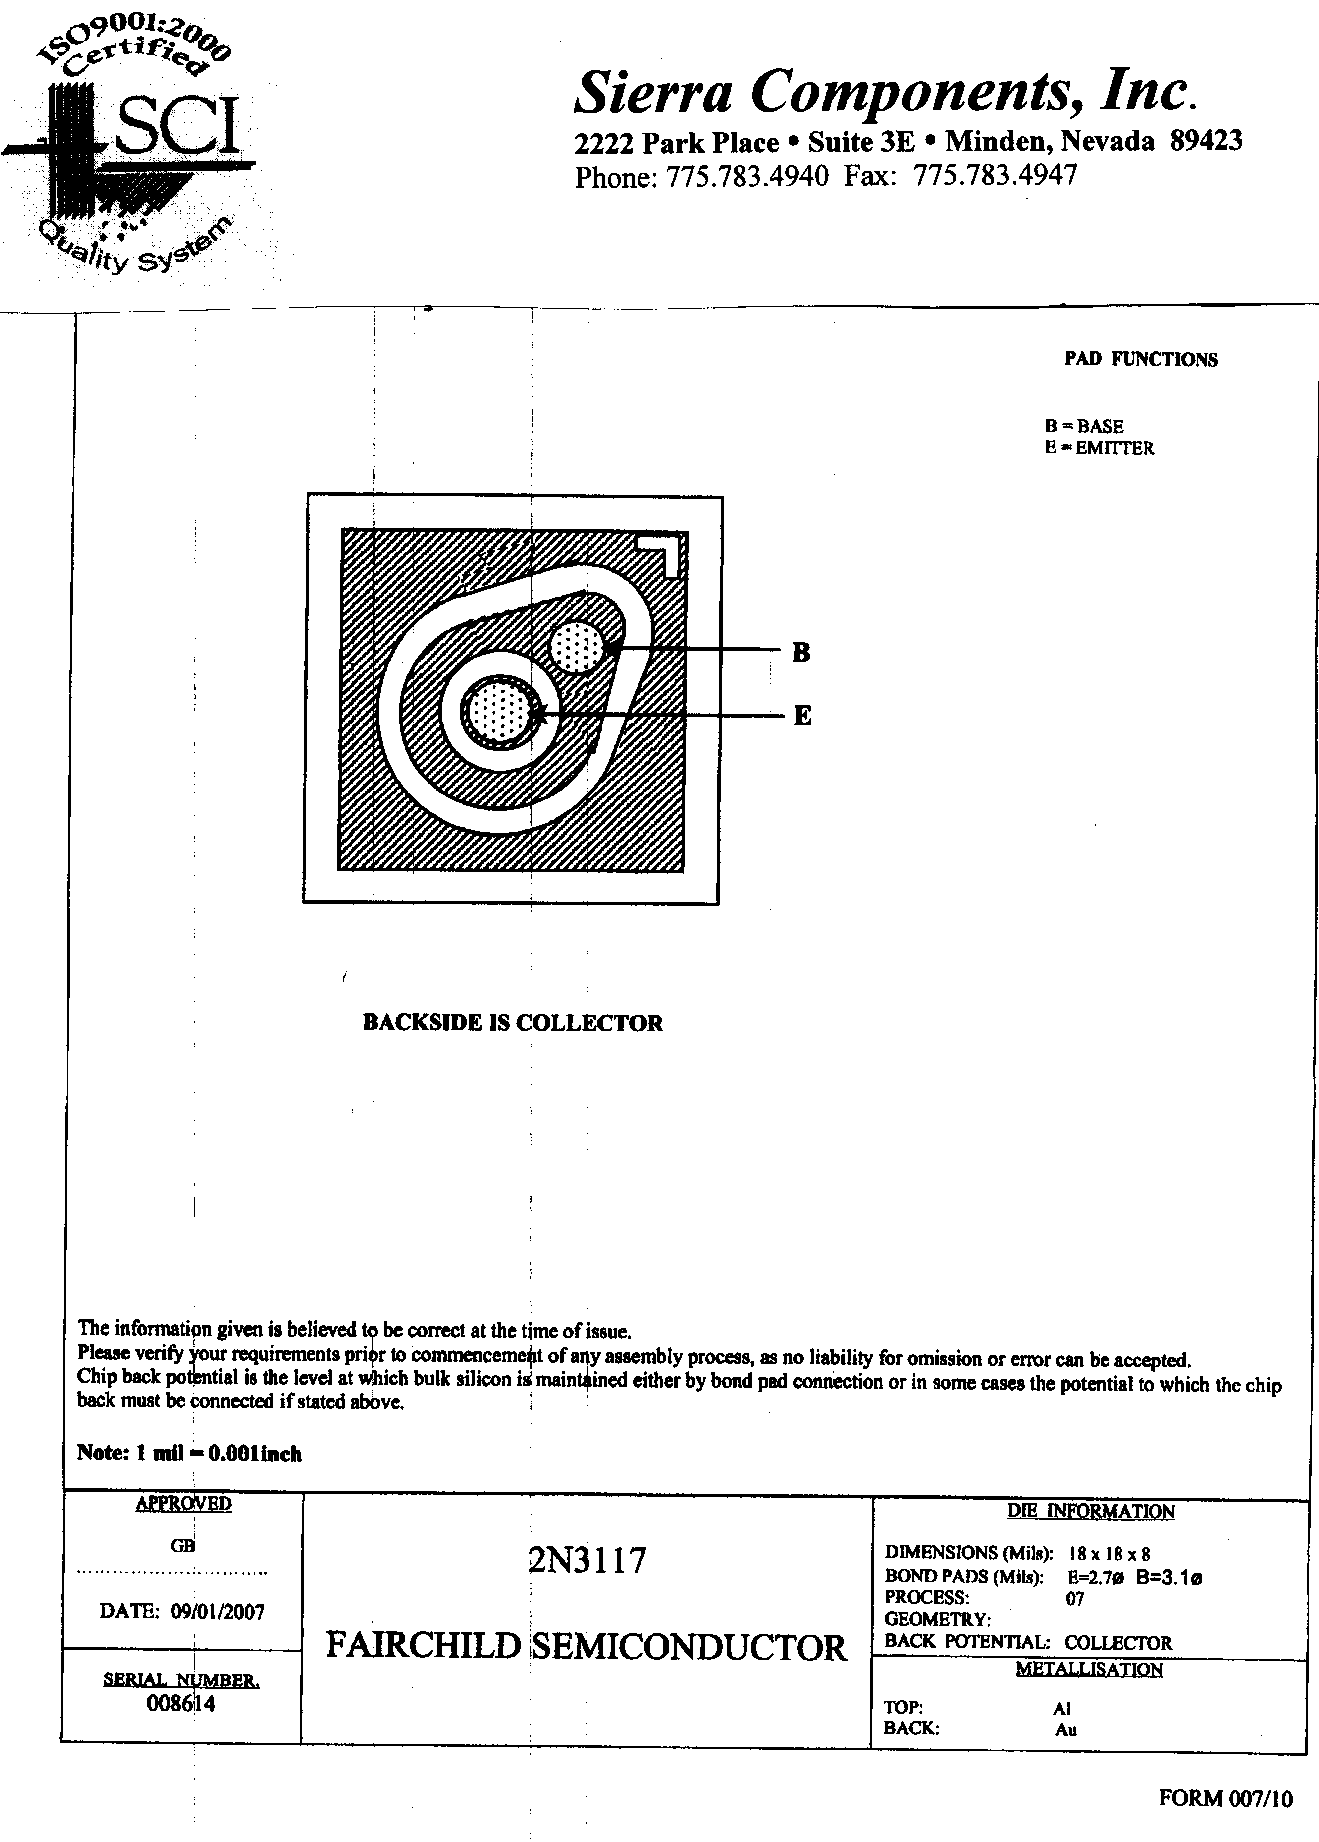 ISO9001:2000
Certified
SCI
Quality System
Sierra Components, Inc.
2222 Park Place • Suite 3E • Minden, Nevada 89423
Phone: 775.783.4940 Fax: 775.783.4947
PAD FUNCTIONS
B = BASE
E = EMITTER
B
E
BACKSIDE IS COLLECTOR
The information given is believed to be correct at the time of issue.
Please verify your requirements prior to commencement of any assembly process, as no liability for omission or error can be accepted.
Chip back potential is the level at which bulk silicon is maintained either by bond pad connection or in some cases the potential to which the chip
back must be connected if stated above.
Note: 1 mil = 0.001inch
APPROVED
GB
DATE: 09/01/2007
SERIAL NUMBER.
008614
2N3117
FAIRCHILD SEMICONDUCTOR
DIE INFORMATION
DIMENSIONS (Mils): 18 x 18 x 8
BOND PADS (Mils): E=2.7ø B=3.1ø
PROCESS: 07
GEOMETRY:
BACK POTENTIAL: COLLECTOR
METALLISATION
TOP: Al
BACK: Au
FORM 007/10